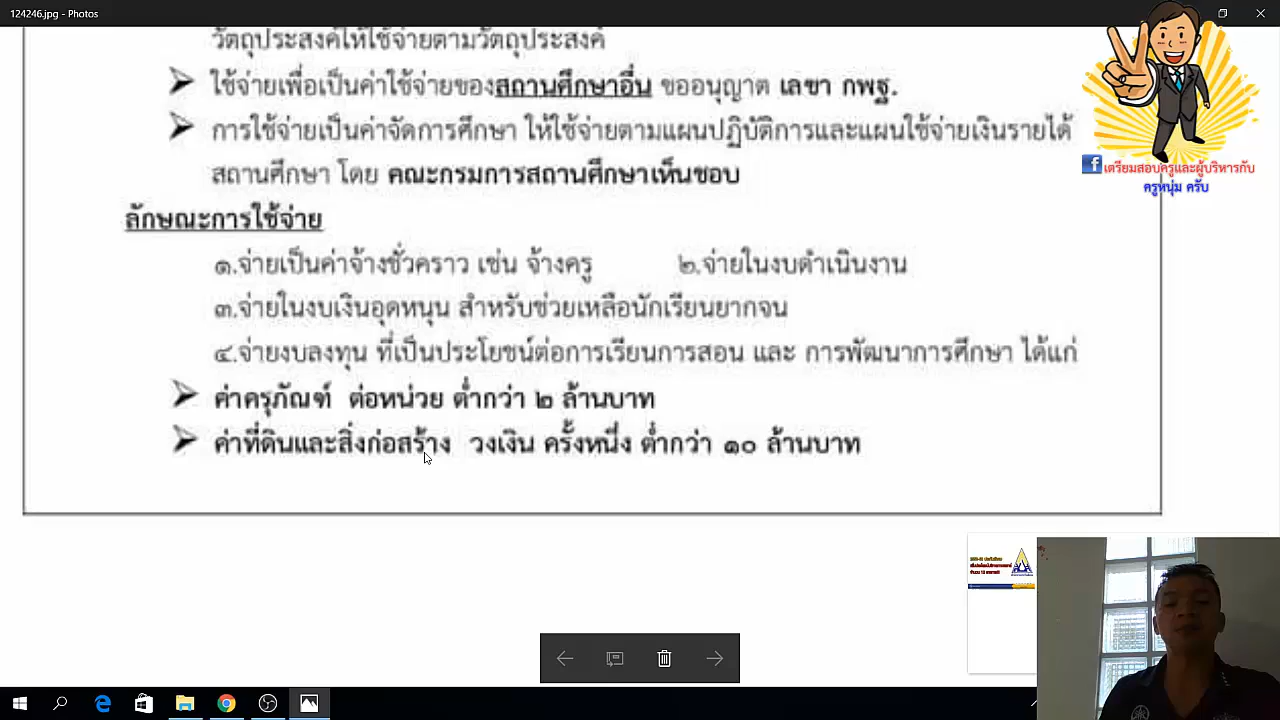 124246.jpg - Photos
วัตถุประสงค์ให้ใช้จ่ายตามวัตถุประสงค์
ใช้จ่ายเพื่อเป็นค่าใช้จ่ายของสถานศึกษาอื่น ขออนุญาต เลขา กพฐ.
การใช้จ่ายเป็นค่าจัดการศึกษา ให้ใช้จ่ายตามแผนปฏิบัติการและแผนใช้จ่ายเงินรายได้
สถานศึกษา โดย คณะกรมการสถานศึกษาเห็นชอบ
ลักษณะการใช้จ่าย
๑.จ่ายเป็นค่าจ้างชั่วคราว เช่น จ้างครู ๒.จ่ายในงบดำเนินงาน
๓.จ่ายในงบเงินอุดหนุน สำหรับช่วยเหลือนักเรียนยากจน
๔.จ่ายงบลงทุน ที่เป็นประโยชน์ต่อการเรียนการสอน และ การพัฒนาการศึกษา ได้แก่
ค่าครุภัณฑ์ ต่อหน่วย ต่ำกว่า ๒ ล้านบาท
ค่าที่ดินและสิ่งก่อสร้าง วงเงิน ครั้งหนึ่ง ต่ำกว่า ๑๐ ล้านบาท
f เตรียมสอบครูและผู้บริหารกับ
ครูหนุ่ม ครับ